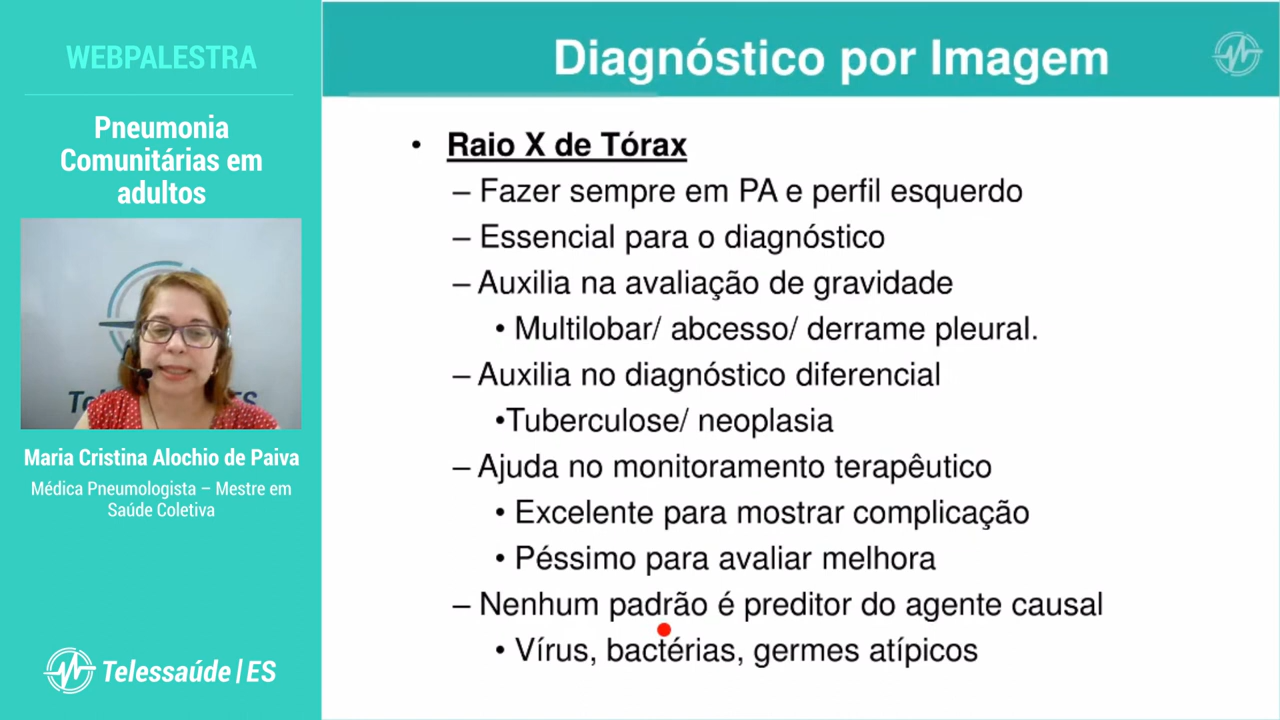 WEBPALESTRA
Pneumonia
Comunitárias em
adultos
Maria Cristina Alochio de Paiva
Médica Pneumologista – Mestre em
Saúde Coletiva
Telessaúde|ES
Diagnóstico por Imagem
• Raio X de Tórax
– Fazer sempre em PA e perfil esquerdo
– Essencial para o diagnóstico
– Auxilia na avaliação de gravidade
• Multilobar/ abcesso/ derrame pleural.
– Auxilia no diagnóstico diferencial
•Tuberculose/ neoplasia
– Ajuda no monitoramento terapêutico
• Excelente para mostrar complicação
• Péssimo para avaliar melhora
– Nenhum padrão é preditor do agente causal
• Vírus, bactérias, germes atípicos